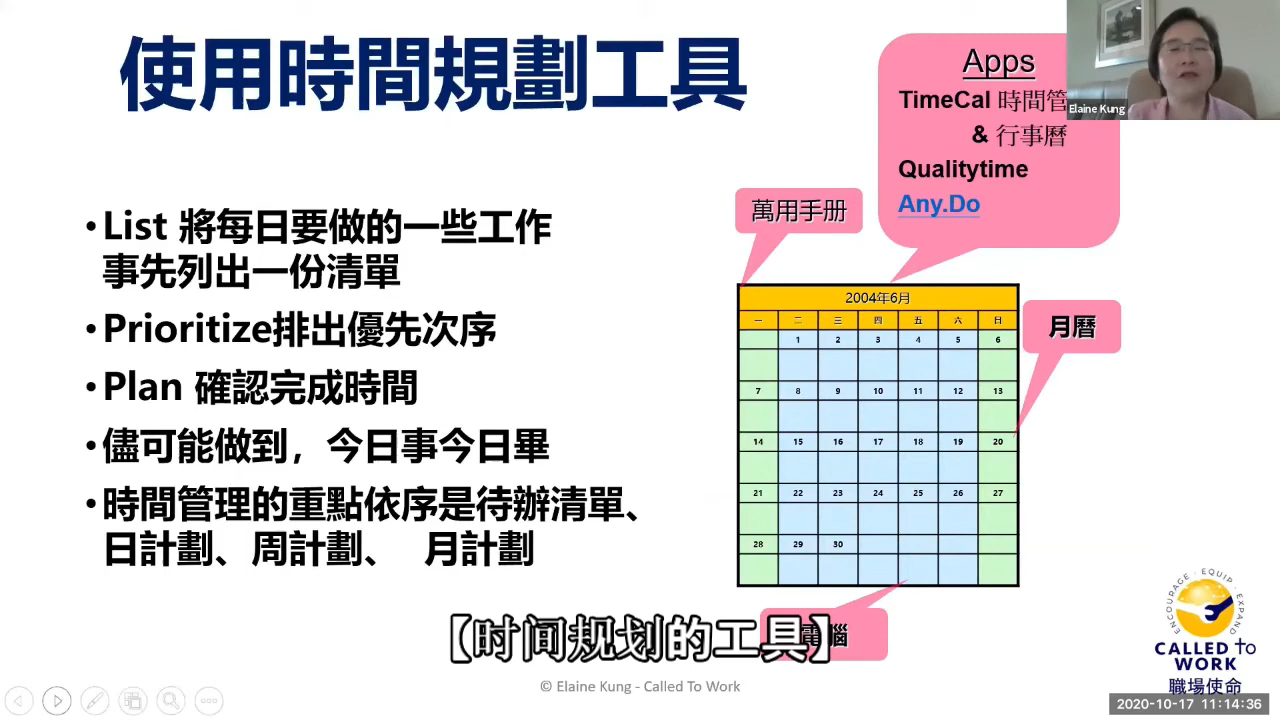 使用時間規劃工具
Apps
TimeCal 時間管
& 行事曆
Qualitytime
Any.Do
Elaine Kung
萬用手册
•List 將每日要做的一些工作
事先列出一份清單
•Prioritize排出優先次序
•Plan 確認完成時間
•儘可能做到，今日事今日畢
•時間管理的重點依序是待辦清單、
日計劃、周計劃、 月計劃
2004年6月
一 二 三 四 五 六 日
1 2 3 4 5 6
7 8 9 10 11 12 13
14 15 16 17 18 19 20
21 22 23 24 25 26 27
28 29 30
月曆
【时间规划的工具】
腦
© Elaine Kung - Called To Work
ENCOURAGE · EQUIP · EXPAND
CALLED to
WORK
職場使命
2020-10-17 11:14:36